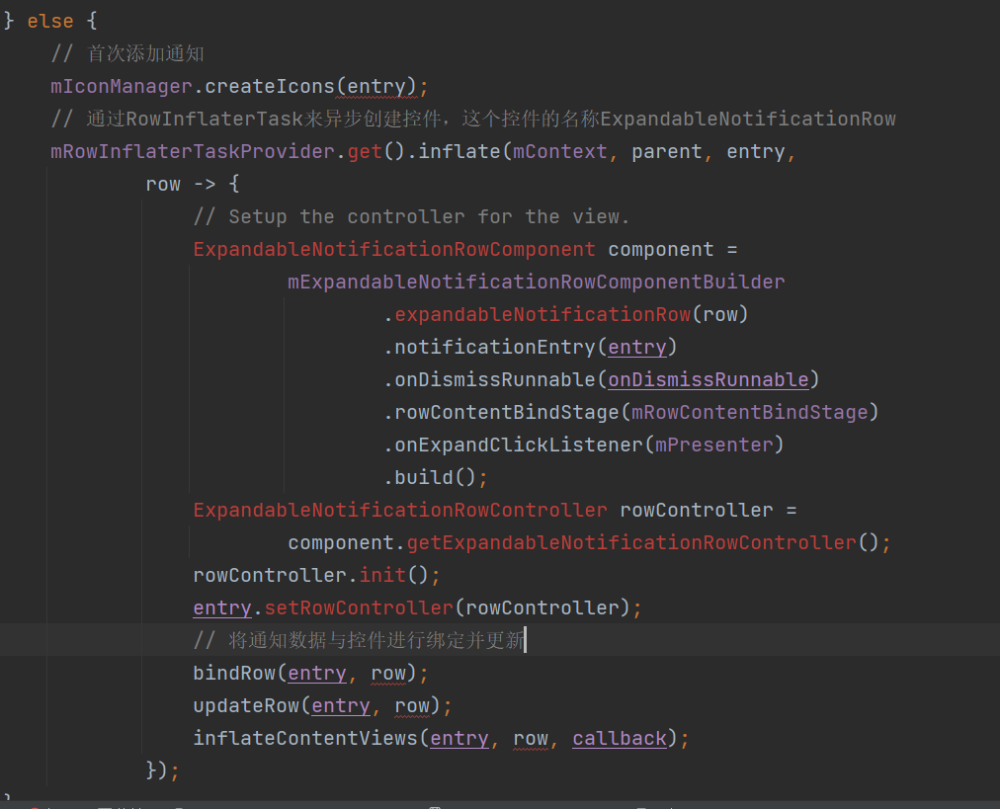 } else {
// 首次添加通知
mIconManager.createIcons(entry);
// 通过RowInflaterTask来异步创建控件，这个控件的名称ExpandableNotificationRow
mRowInflaterTaskProvider.get().inflate(mContext, parent, entry,
row -> {
// Setup the controller for the view.
ExpandableNotificationRowComponent component =
mExpandableNotificationRowComponentBuilder
.expandableNotificationRow(row)
.notificationEntry(entry)
.onDismissRunnable(onDismissRunnable)
.rowContentBindStage(mRowContentBindStage)
.onExpandClickListener(mPresenter)
.build();
ExpandableNotificationRowController rowController =
component.getExpandableNotificationRowController();
rowController.init();
entry.setRowController(rowController);
// 将通知数据与控件进行绑定并更新
bindRow(entry, row);
updateRow(entry, row);
inflateContentViews(entry, row, callback);
});